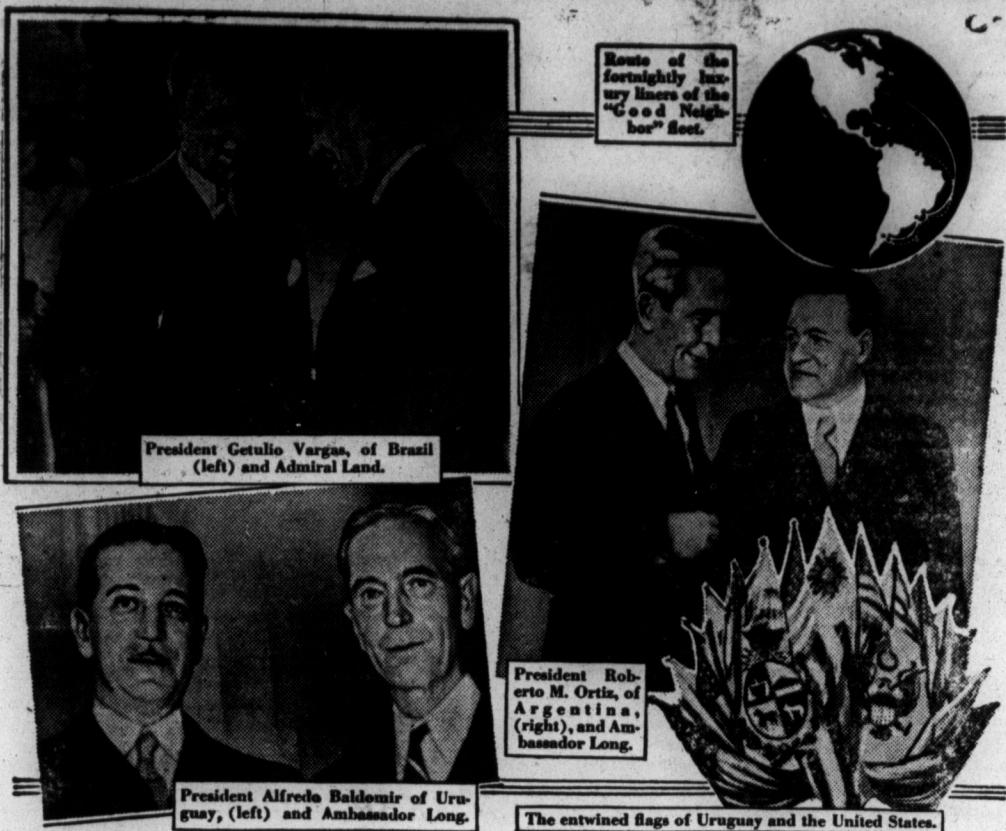 Route of the
fortnightly lux-
ury liners of the
"Good Neigh-
bor" fleet.
President Getulio Vargas, of Brazil
(left) and Admiral Land.
President Rob-
erto M. Ortiz, of
Argentina,
(right), and Am-
bassador Long.
President Alfredo Baldomir of Uru-
guay, (left) and Ambassador Long.
The entwined flags of Uruguay and the United States.